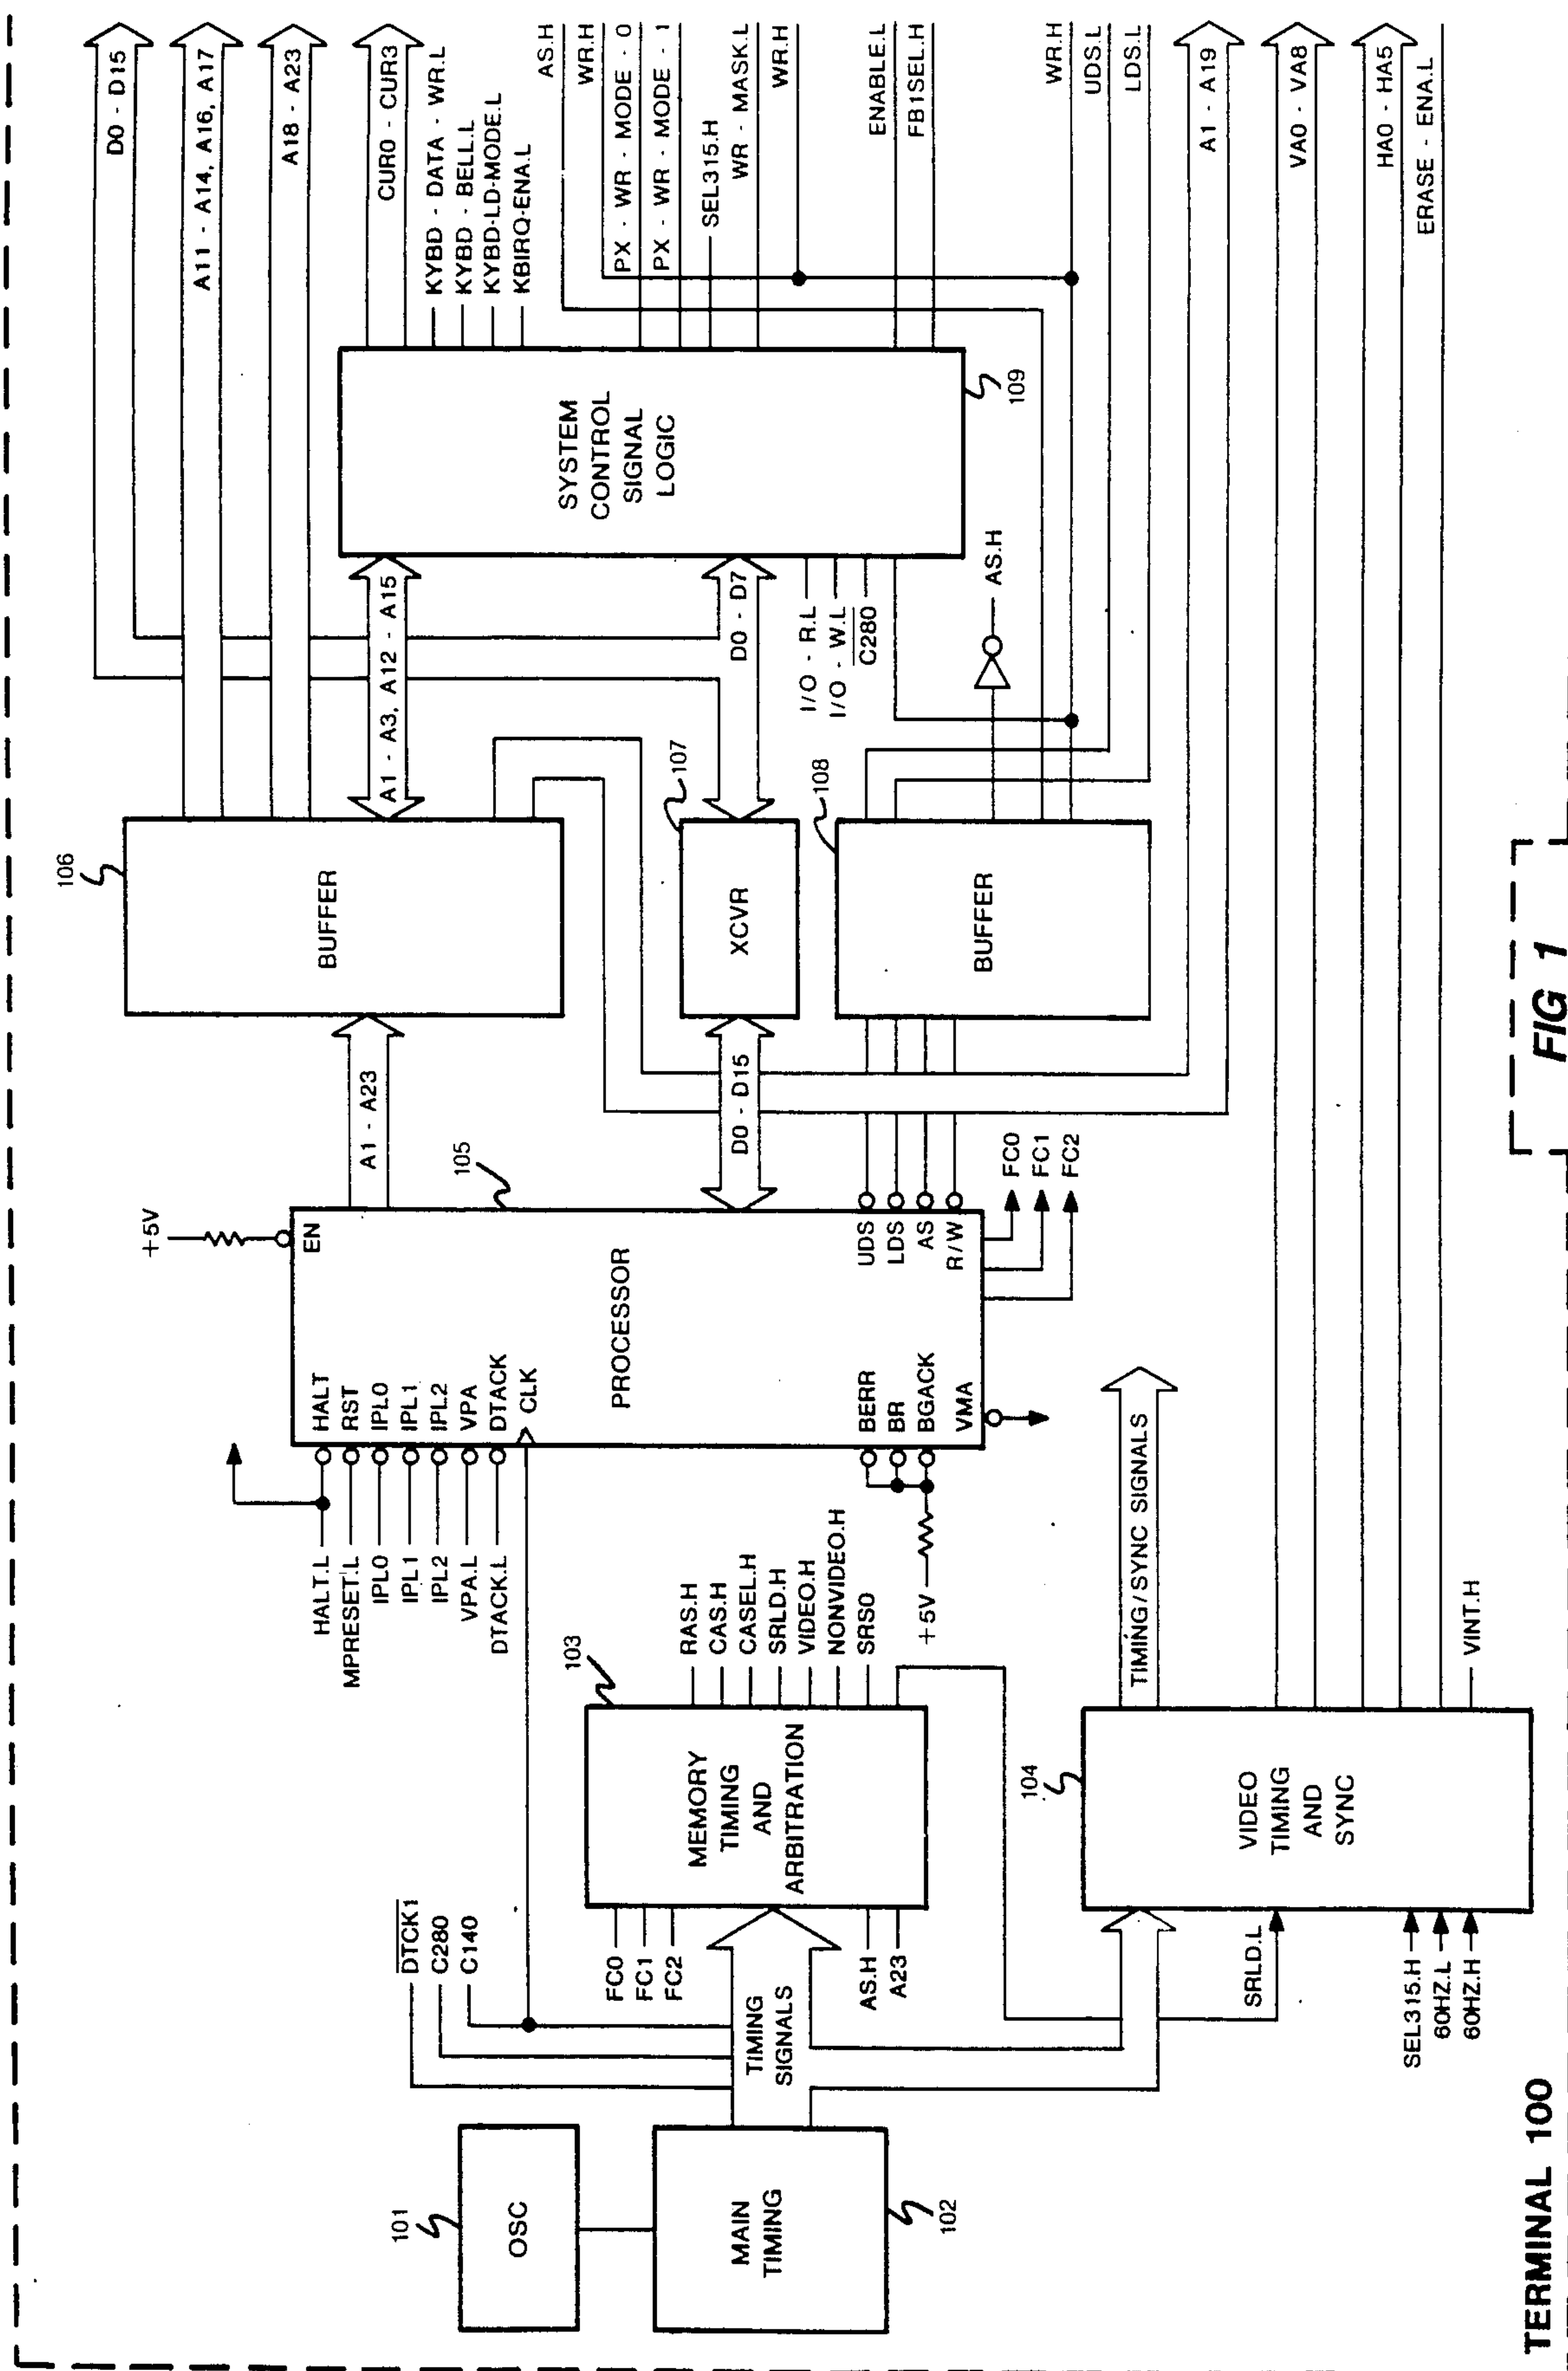 TERMINAL 100
FIG 1
101
OSC
MAIN
TIMING
102
DTCK1
C280
C140
TIMING
SIGNALS
103
MEMORY
TIMING
AND
ARBITRATION
FC0
FC1
FC2
AS.H
A23
RAS.H
CAS.H
CASEL.H
SRLD.H
VIDEO.H
NONVIDEO.H
SRS0
104
VIDEO
TIMING
AND
SYNC
SRLD.L
SEL315.H
60HZ.L
60HZ.H
TIMING/SYNC SIGNALS
VINT.H
HALT.L
MPRESET.L
IPL0
IPL1
IPL2
VPA.L
DTACK.L
HALT
RST
IPL0
IPL1
IPL2
VPA
DTACK
CLK
105
PROCESSOR
+5V
EN
BERR
BR
BGACK
VMA
+5V
UDS
LDS
AS
R/W
FC0
FC1
FC2
A1 - A23
D0 - D15
106
BUFFER
107
XCVR
108
BUFFER
A1 - A3, A12 - A15
D0 - D7
I/O - R.L
I/O - W.L
C280
AS.H
SYSTEM
CONTROL
SIGNAL
LOGIC
109
D0 - D15
A11 - A14, A16, A17
A18 - A23
CUR0 - CUR3
KYBD - DATA - WR.L
KYBD - BELL.L
KYBD-LD-MODE.L
KBIRQ-ENA.L
AS.H
WR.H
PX - WR - MODE - 0
PX - WR - MODE - 1
SEL315.H
WR - MASK.L
WR.H
ENABLE.L
FB1SEL.H
WR.H
UDS.L
LDS.L
A1 - A19
VA0 - VA8
HA0 - HA5
ERASE - ENA.L